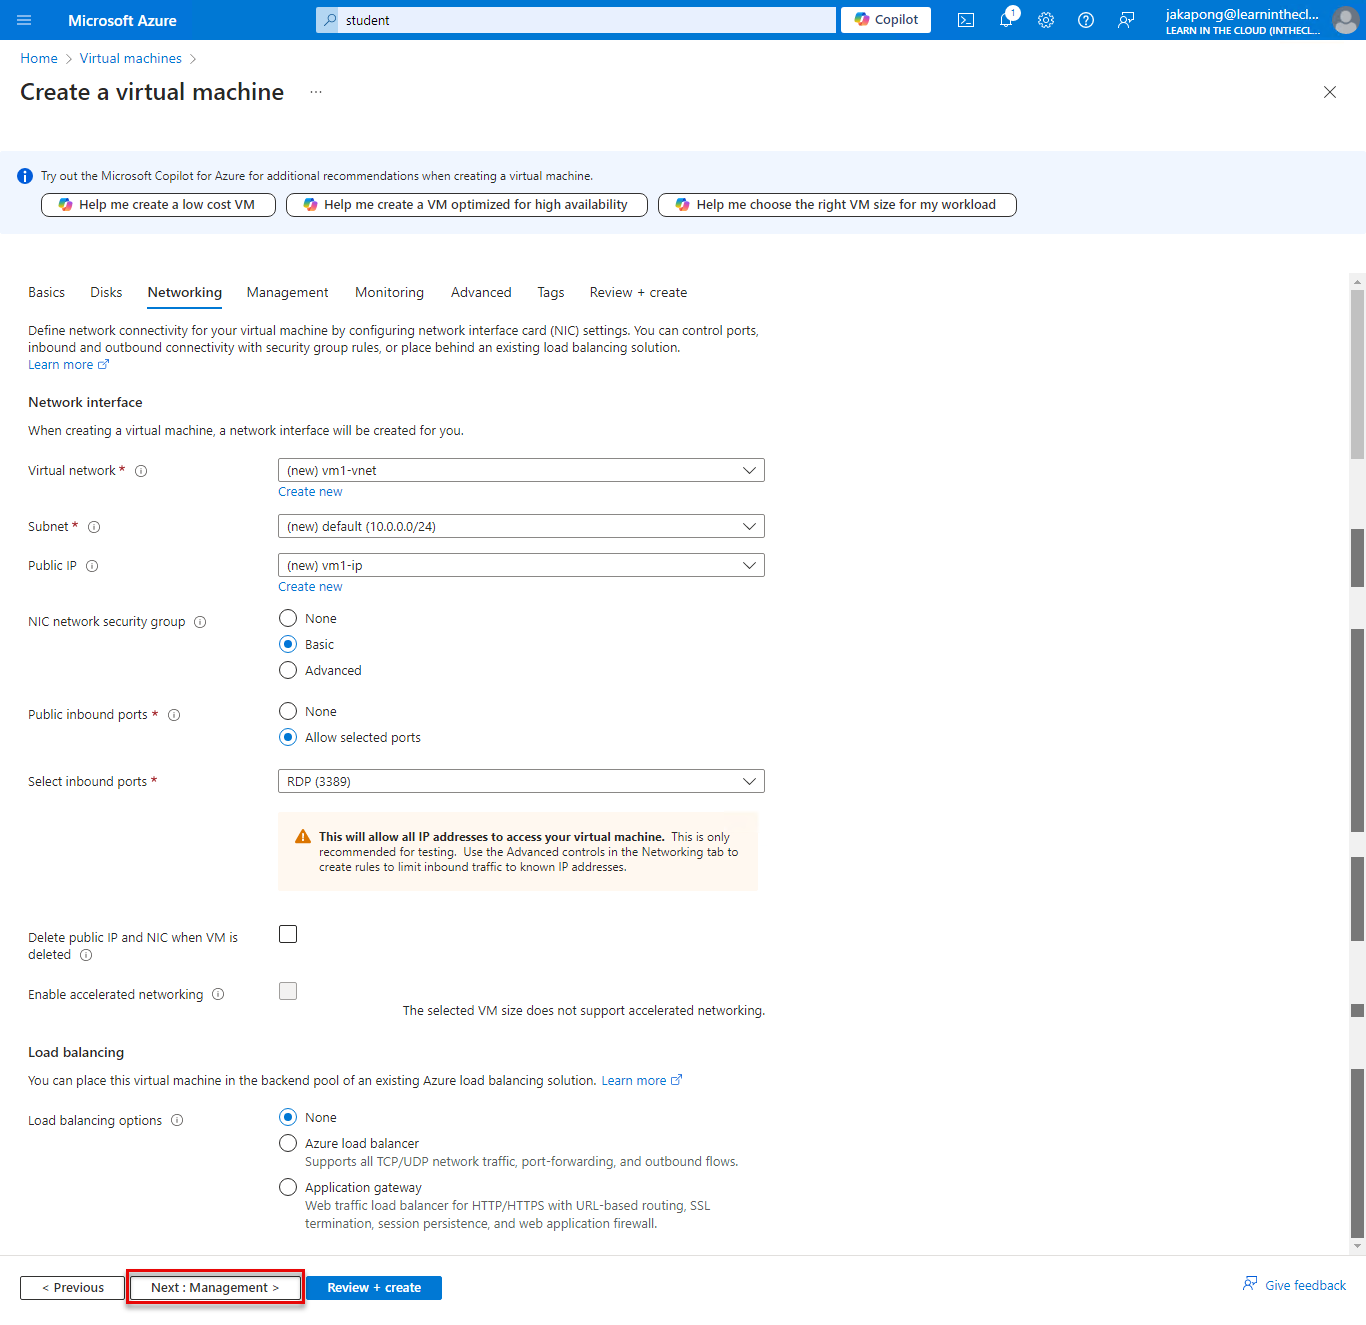 Microsoft Azure
student
Copilot
1
jakapong@learninthecl...
LEARN IN THE CLOUD (INTHECL...
Home > Virtual machines >
Create a virtual machine ...
Try out the Microsoft Copilot for Azure for additional recommendations when creating a virtual machine.
Help me create a low cost VM
Help me create a VM optimized for high availability
Help me choose the right VM size for my workload
Basics Disks Networking Management Monitoring Advanced Tags Review + create
Define network connectivity for your virtual machine by configuring network interface card (NIC) settings. You can control ports,
inbound and outbound connectivity with security group rules, or place behind an existing load balancing solution.
Learn more
Network interface
When creating a virtual machine, a network interface will be created for you.
Virtual network *
(new) vm1-vnet
Create new
Subnet *
(new) default (10.0.0.0/24)
Public IP
(new) vm1-ip
Create new
NIC network security group
None
Basic
Advanced
Public inbound ports *
None
Allow selected ports
Select inbound ports *
RDP (3389)
This will allow all IP addresses to access your virtual machine. This is only
recommended for testing. Use the Advanced controls in the Networking tab to
create rules to limit inbound traffic to known IP addresses.
Delete public IP and NIC when VM is
deleted
Enable accelerated networking
The selected VM size does not support accelerated networking.
Load balancing
You can place this virtual machine in the backend pool of an existing Azure load balancing solution. Learn more
Load balancing options
None
Azure load balancer
Supports all TCP/UDP network traffic, port-forwarding, and outbound flows.
Application gateway
Web traffic load balancer for HTTP/HTTPS with URL-based routing, SSL
termination, session persistence, and web application firewall.
< Previous
Next : Management >
Review + create
Give feedback